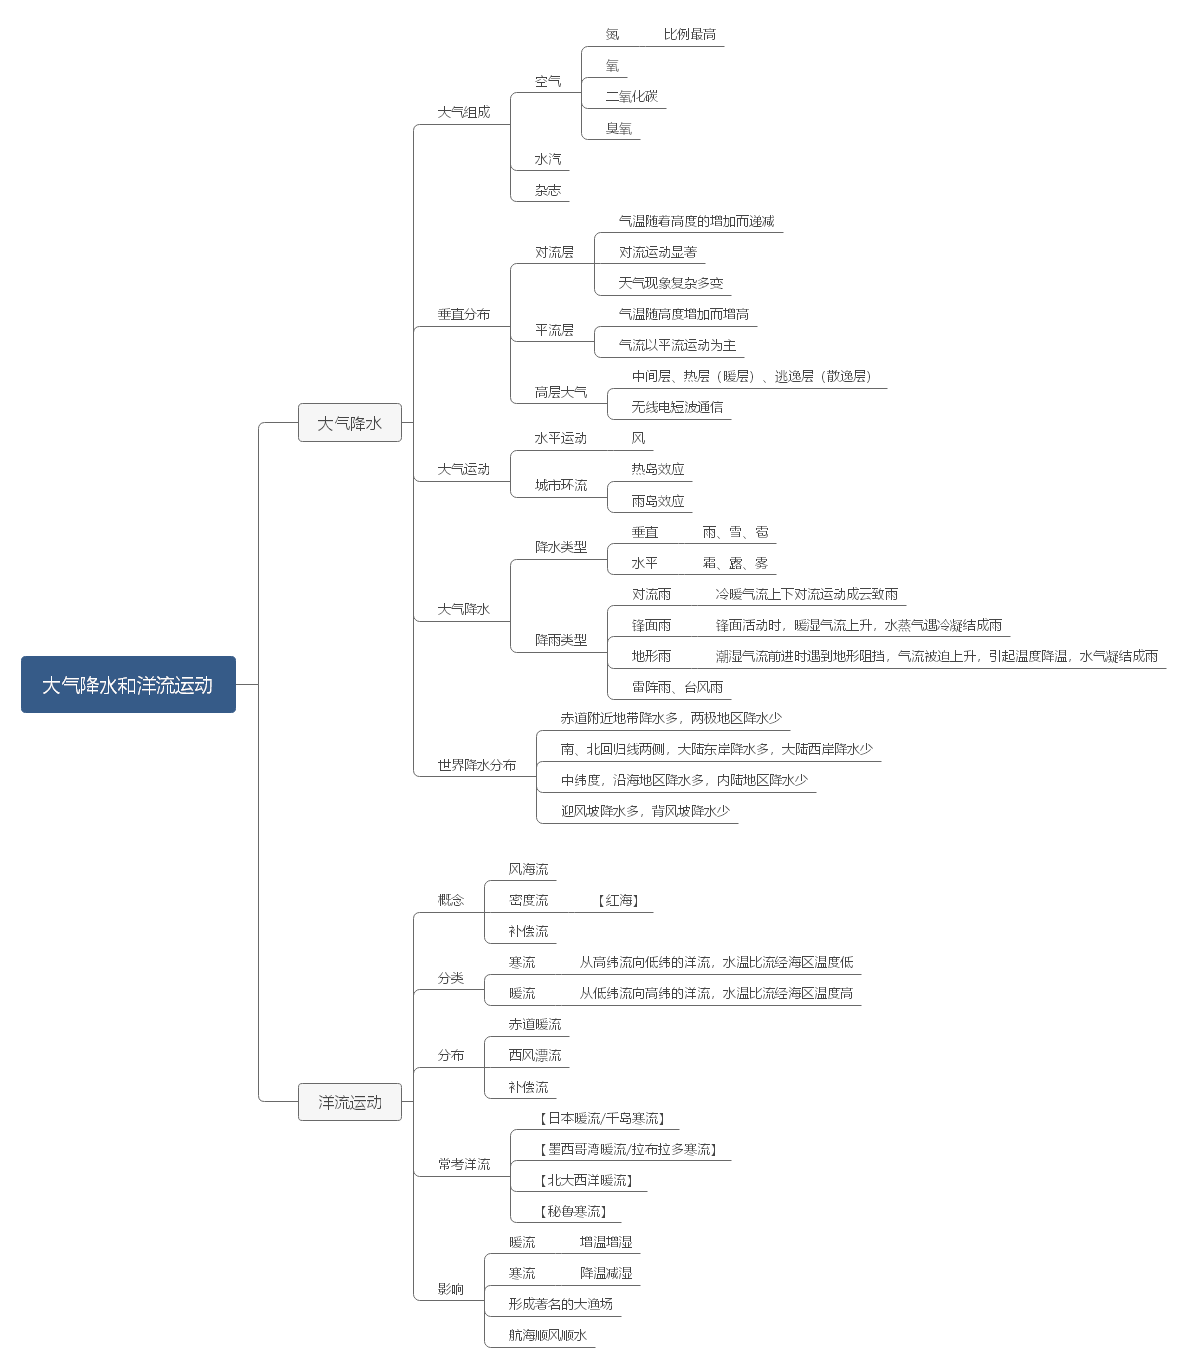 大气降水和洋流运动
大气降水
大气组成
空气
氮
比例最高
氧
二氧化碳
臭氧
水汽
杂志
垂直分布
对流层
气温随着高度的增加而递减
对流运动显著
天气现象复杂多变
平流层
气温随高度增加而增高
气流以平流运动为主
高层大气
中间层、热层（暖层）、逃逸层（散逸层）
无线电短波通信
大气运动
水平运动
风
城市环流
热岛效应
雨岛效应
大气降水
降水类型
垂直
雨、雪、雹
水平
霜、露、雾
降雨类型
对流雨
冷暖气流上下对流运动成云致雨
锋面雨
锋面活动时，暖湿气流上升，水蒸气遇冷凝结成雨
地形雨
潮湿气流前进时遇到地形阻挡，气流被迫上升，引起温度降温，水气凝结成雨
雷阵雨、台风雨
世界降水分布
赤道附近地带降水多，两极地区降水少
南、北回归线两侧，大陆东岸降水多，大陆西岸降水少
中纬度，沿海地区降水多，内陆地区降水少
迎风坡降水多，背风坡降水少
洋流运动
概念
风海流
密度流
【红海】
补偿流
分类
寒流
从高纬流向低纬的洋流，水温比流经海区温度低
暖流
从低纬流向高纬的洋流，水温比流经海区温度高
分布
赤道暖流
西风漂流
补偿流
常考洋流
【日本暖流/千岛寒流】
【墨西哥湾暖流/拉布拉多寒流】
【北大西洋暖流】
【秘鲁寒流】
影响
暖流
增温增湿
寒流
降温减湿
形成著名的大渔场
航海顺风顺水